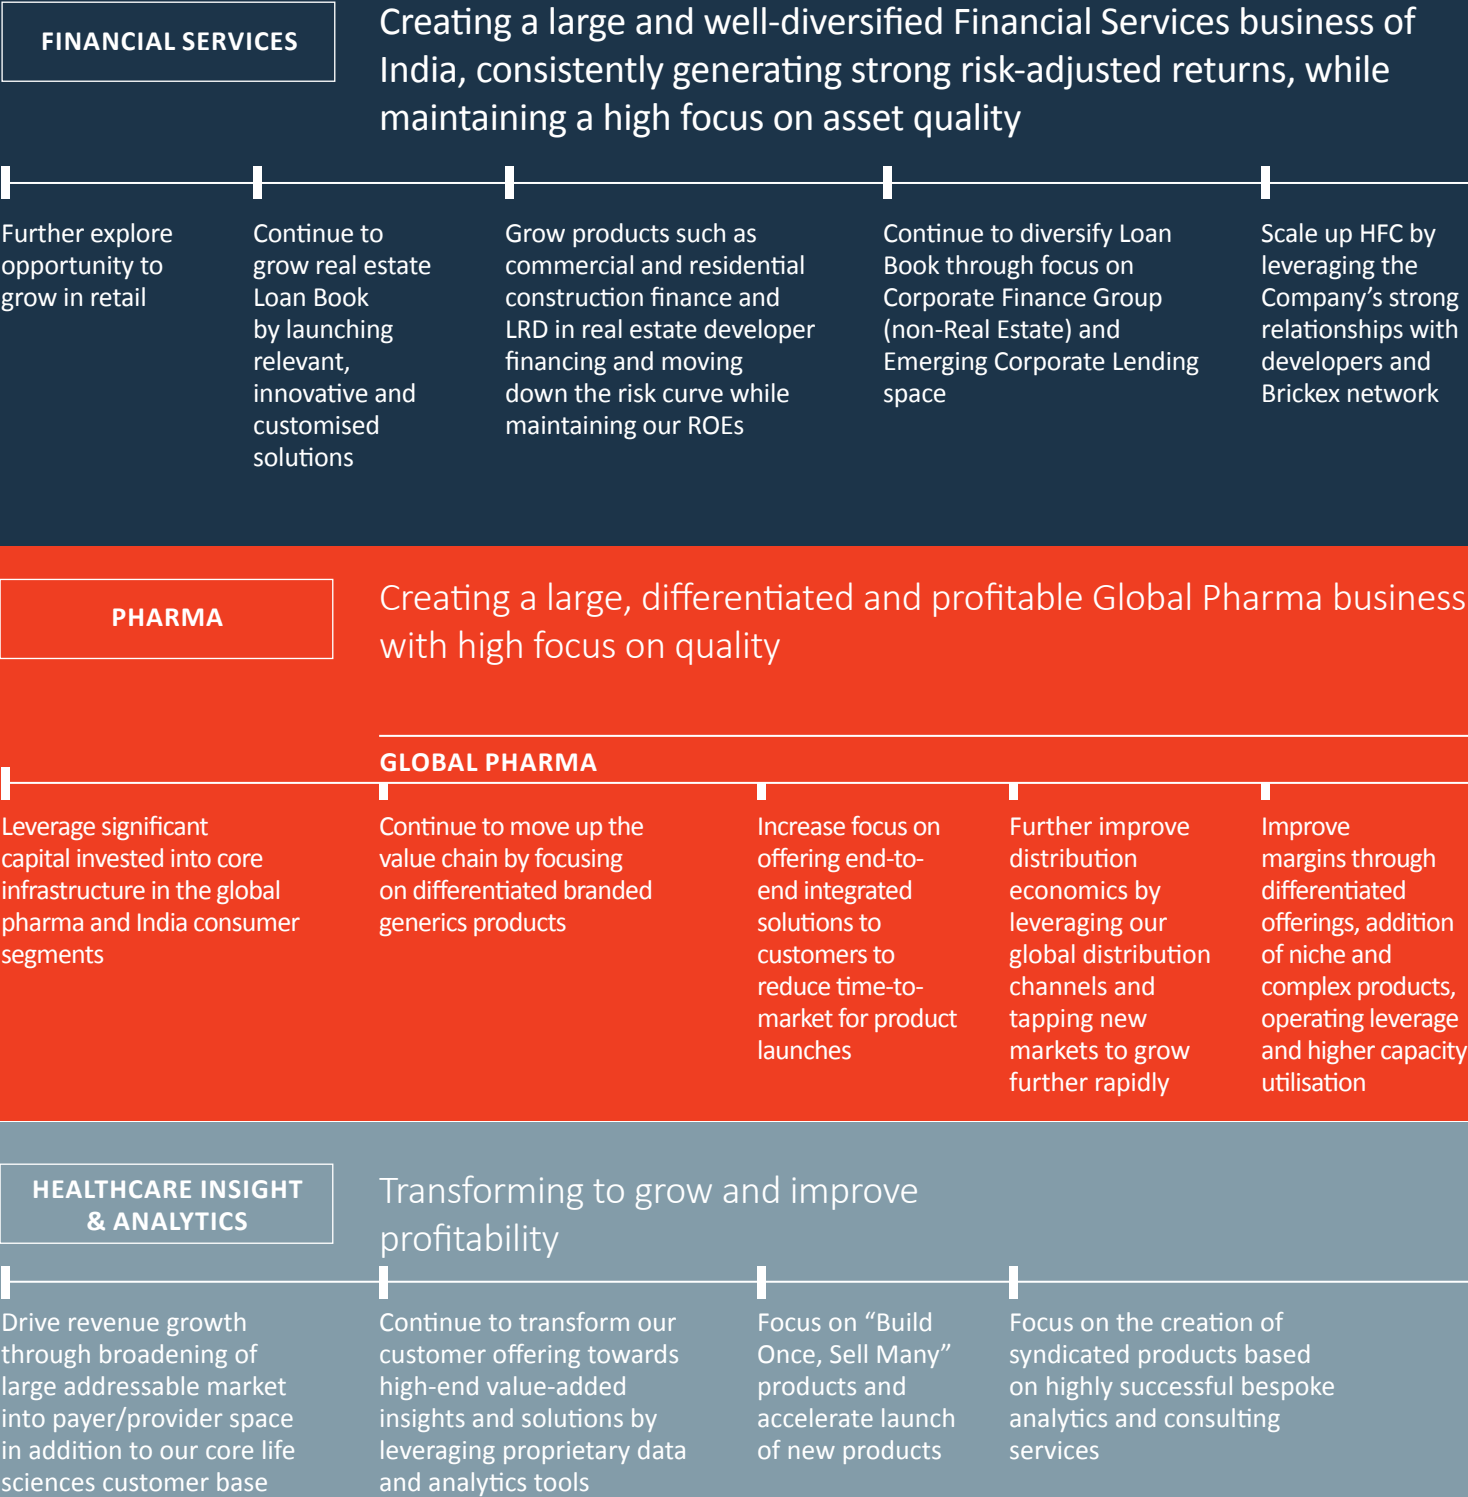 FINANCIAL SERVICES
Creating a large and well-diversified Financial Services business of
India, consistently generating strong risk-adjusted returns, while
maintaining a high focus on asset quality
Further explore
opportunity to
grow in retail
Continue to
grow real estate
Loan Book
by launching
relevant,
innovative and
customised
solutions
Grow products such as
commercial and residential
construction finance and
LRD in real estate developer
financing and moving
down the risk curve while
maintaining our ROEs
Continue to diversify Loan
Book through focus on
Corporate Finance Group
(non-Real Estate) and
Emerging Corporate Lending
space
Scale up HFC by
leveraging the
Company’s strong
relationships with
developers and
Brickex network
PHARMA
Creating a large, differentiated and profitable Global Pharma business
with high focus on quality
GLOBAL PHARMA
Leverage significant
capital invested into core
infrastructure in the global
pharma and India consumer
segments
Continue to move up the
value chain by focusing
on differentiated branded
generics products
Increase focus on
offering end-to-
end integrated
solutions to
customers to
reduce time-to-
market for product
launches
Further improve
distribution
economics by
leveraging our
global distribution
channels and
tapping new
markets to grow
further rapidly
Improve
margins through
differentiated
offerings, addition
of niche and
complex products,
operating leverage
and higher capacity
utilisation
HEALTHCARE INSIGHT
& ANALYTICS
Transforming to grow and improve
profitability
Drive revenue growth
through broadening of
large addressable market
into payer/provider space
in addition to our core life
sciences customer base
Continue to transform our
customer offering towards
high-end value-added
insights and solutions by
leveraging proprietary data
and analytics tools
Focus on “Build
Once, Sell Many”
products and
accelerate launch
of new products
Focus on the creation of
syndicated products based
on highly successful bespoke
analytics and consulting
services